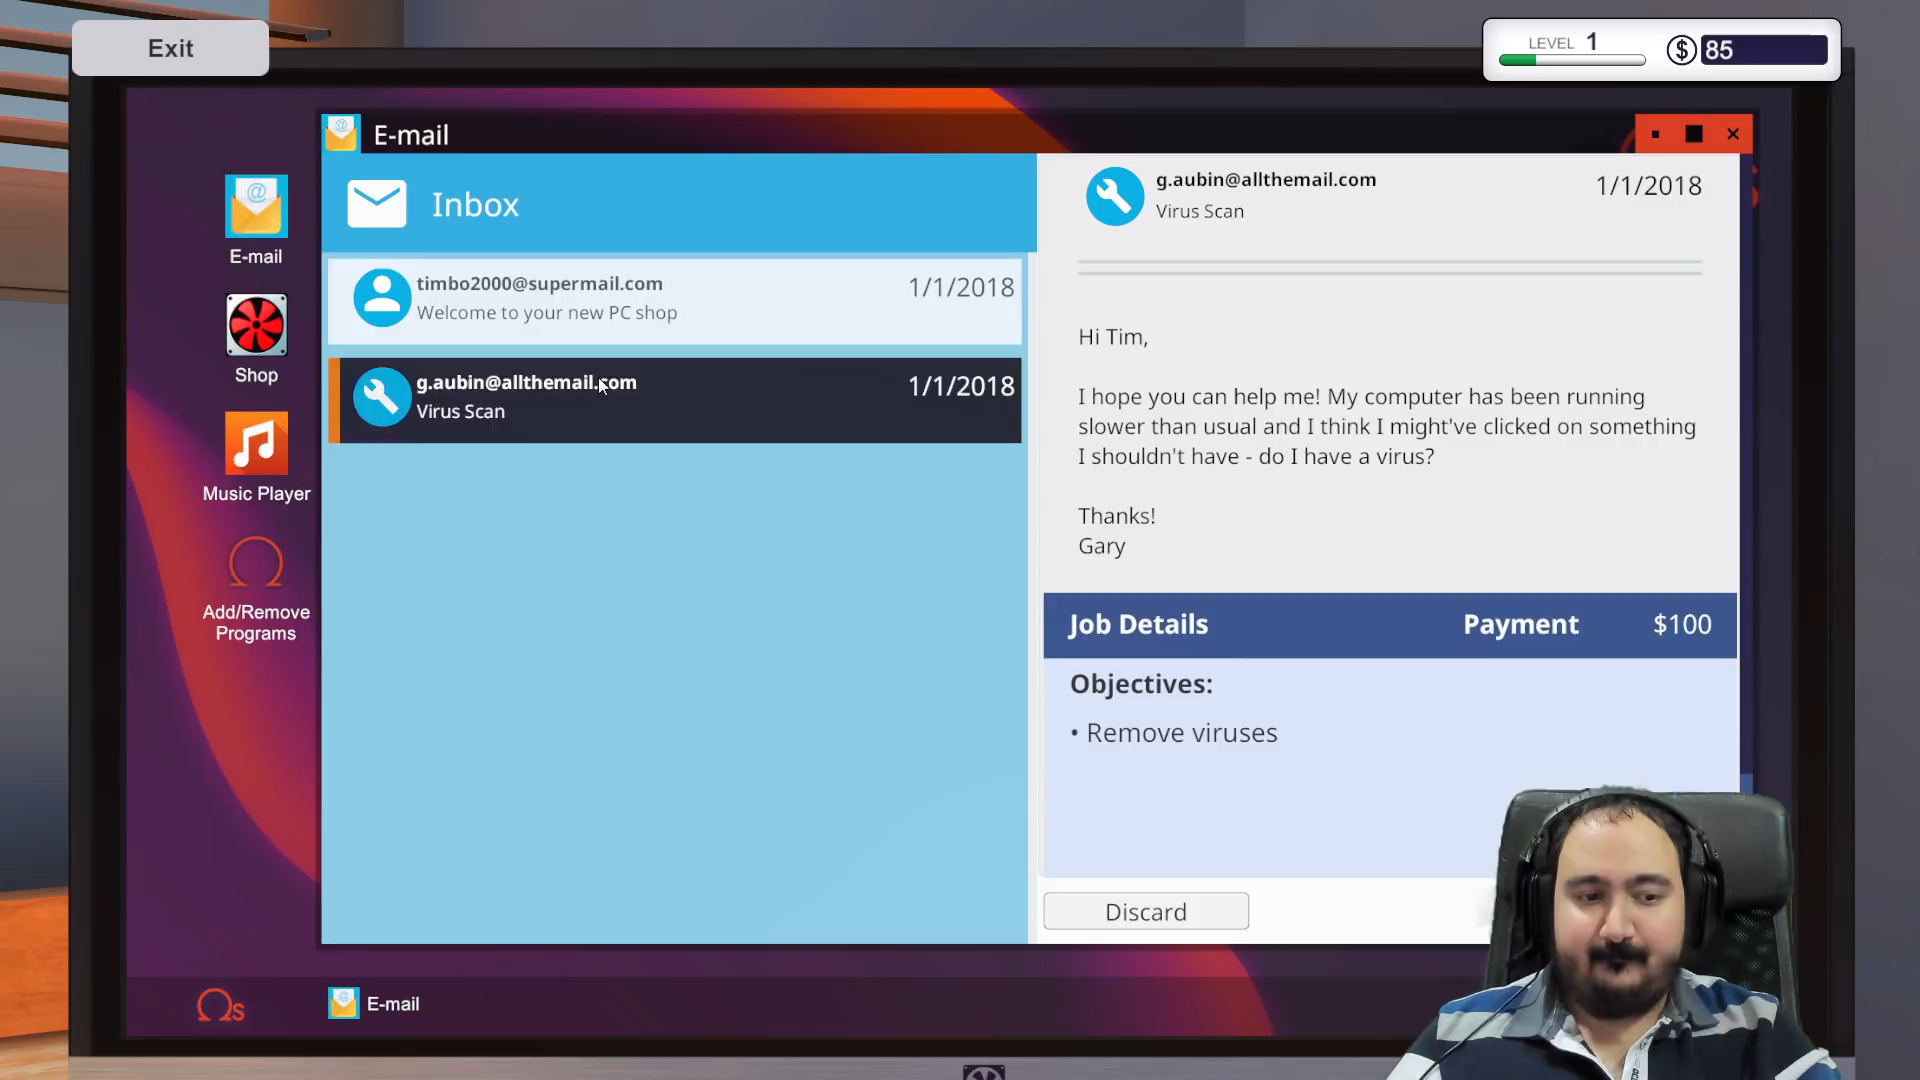 Exit
LEVEL 1
$ 85
E-mail
Inbox
timbo2000@supermail.com
1/1/2018
Welcome to your new PC shop
g.aubin@allthemail.com
1/1/2018
Virus Scan
g.aubin@allthemail.com
1/1/2018
Virus Scan
Hi Tim,
I hope you can help me! My computer has been running
slower than usual and I think I might've clicked on something
I shouldn't have - do I have a virus?
Thanks!
Gary
Job Details
Payment
$100
Objectives:
• Remove viruses
Discard
E-mail
Shop
Music Player
Add/Remove
Programs
Ωs
E-mail